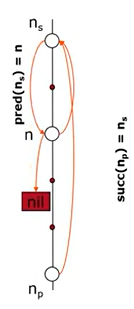 n_s
pred(n_s) = n
n
succ(n_p) = n_s
nil
n_p